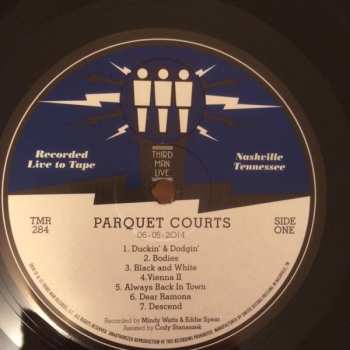 Recorded
Live to Tape
THIRD
MAN
LIVE
Nashville
Tennessee
TMR
284
PARQUET COURTS
SIDE
ONE
06-05-2014
1. Duckin' & Dodgin'
2. Bodies
3. Black and White
4.Vienna II
5. Always Back In Town
6. Dear Ramona
7. Descend
Recorded by Mindy Watts & Eddie Spear
Assisted by Cody Stanasnek